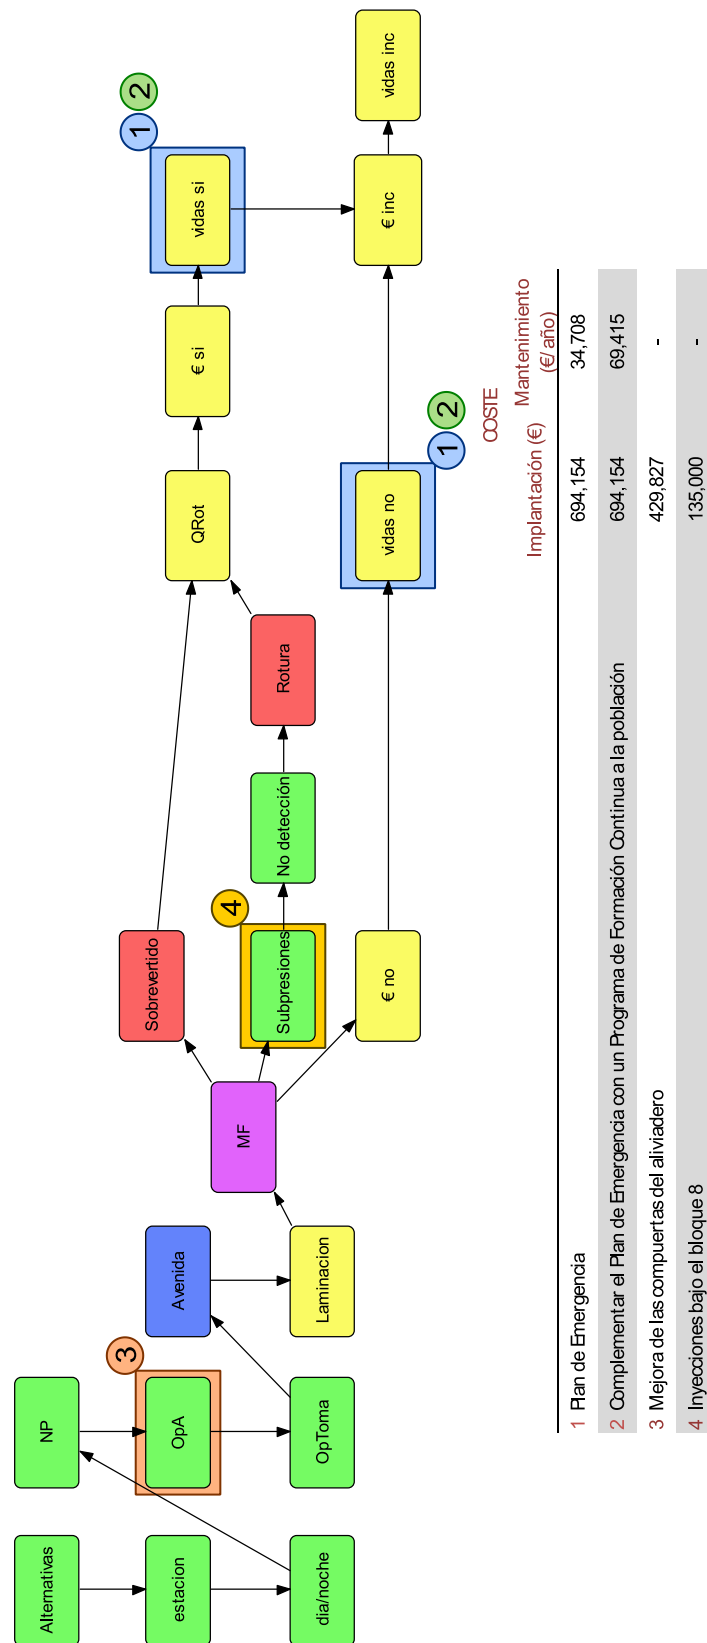 Alternativas
estacion
dia/noche
NP
OpA
3
OpToma
Avenida
Laminacion
MF
Sobrevertido
Subpresiones
4
€ no
No detección
Rotura
QRot
vidas no
1 2
€ si
vidas si
1 2
€ inc
vidas inc
COSTE
Implantación (€) Mantenimiento
(€/año)
1 Plan de Emergencia 694,154 34,708
2 Complementar el Plan de Emergencia con un Programa de Formación Continua a la población 694,154 69,415
3 Mejora de las compuertas del aliviadero 429,827 -
4 Inyecciones bajo el bloque 8 135,000 -